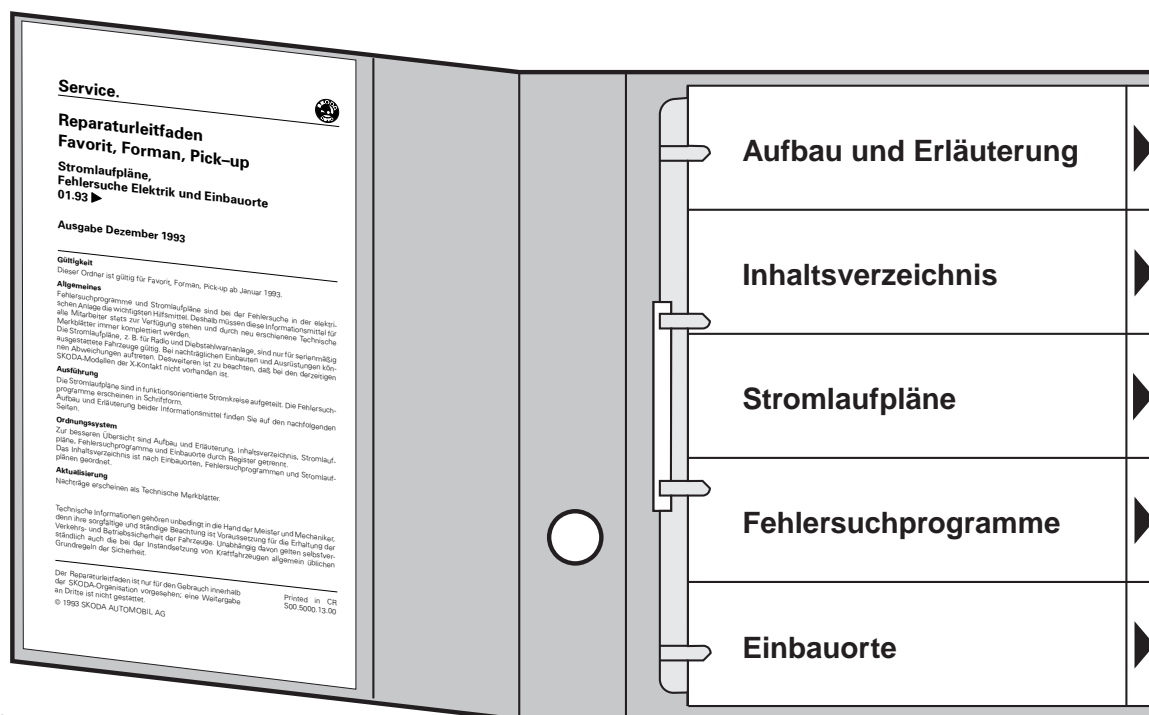 Service.
Reparaturleitfaden
Favorit, Forman, Pick–up
Stromlaufpläne,
Fehlersuche Elektrik und Einbauorte
01.93 ▶
Ausgabe Dezember 1993
Gültigkeit
Dieser Ordner ist gültig für Favorit, Forman, Pick-up ab Januar 1993.
Allgemeines
Fehlersuchprogramme und Stromlaufpläne sind bei der Fehlersuche in der elektri-
schen Anlage die wichtigsten Hilfsmittel. Deshalb müssen diese Informationsmittel für
alle Mitarbeiter stets zur Verfügung stehen und durch neu erschienene Technische
Merkblätter immer komplettiert werden.
Die Stromlaufpläne, z. B. für Radio und Diebstahlwarnanlage, sind nur für serienmäßig
ausgestattete Fahrzeuge gültig. Bei nachträglichen Einbauten und Ausrüstungen kön-
nen Abweichungen auftreten. Desweiteren ist zu beachten, daß bei den derzeitigen
SKODA-Modellen der X-Kontakt nicht vorhanden ist.
Ausführung
Die Stromlaufpläne sind in funktionsorientierte Stromkreise aufgeteilt. Die Fehlersuch-
programme erscheinen in Schriftform.
Aufbau und Erläuterung beider Informationsmittel finden Sie auf den nachfolgenden
Seiten.
Ordnungssystem
Zur besseren Übersicht sind Aufbau und Erläuterung, Inhaltsverzeichnis, Stromlauf-
pläne, Fehlersuchprogramme und Einbauorte durch Register getrennt.
Das Inhaltsverzeichnis ist nach Einbauorten, Fehlersuchprogrammen und Stromlauf-
plänen geordnet.
Aktualisierung
Nachträge erscheinen als Technische Merkblätter.
Technische Informationen gehören unbedingt in die Hand der Meister und Mechaniker,
denn ihre sorgfältige und ständige Beachtung ist Voraussetzung für die Erhaltung der
Verkehrs- und Betriebssicherheit der Fahrzeuge. Unabhängig davon gelten selbstver-
ständlich auch die bei der Instandsetzung von Kraftfahrzeugen allgemein üblichen
Grundregeln der Sicherheit.
Der Reparaturleitfaden ist nur für den Gebrauch innerhalb
der SKODA-Organisation vorgesehen; eine Weitergabe
an Dritte ist nicht gestattet.
© 1993 SKODA AUTOMOBIL AG
Printed in CR
S00.5000.13.00
Aufbau und Erläuterung
Inhaltsverzeichnis
Stromlaufpläne
Fehlersuchprogramme
Einbauorte